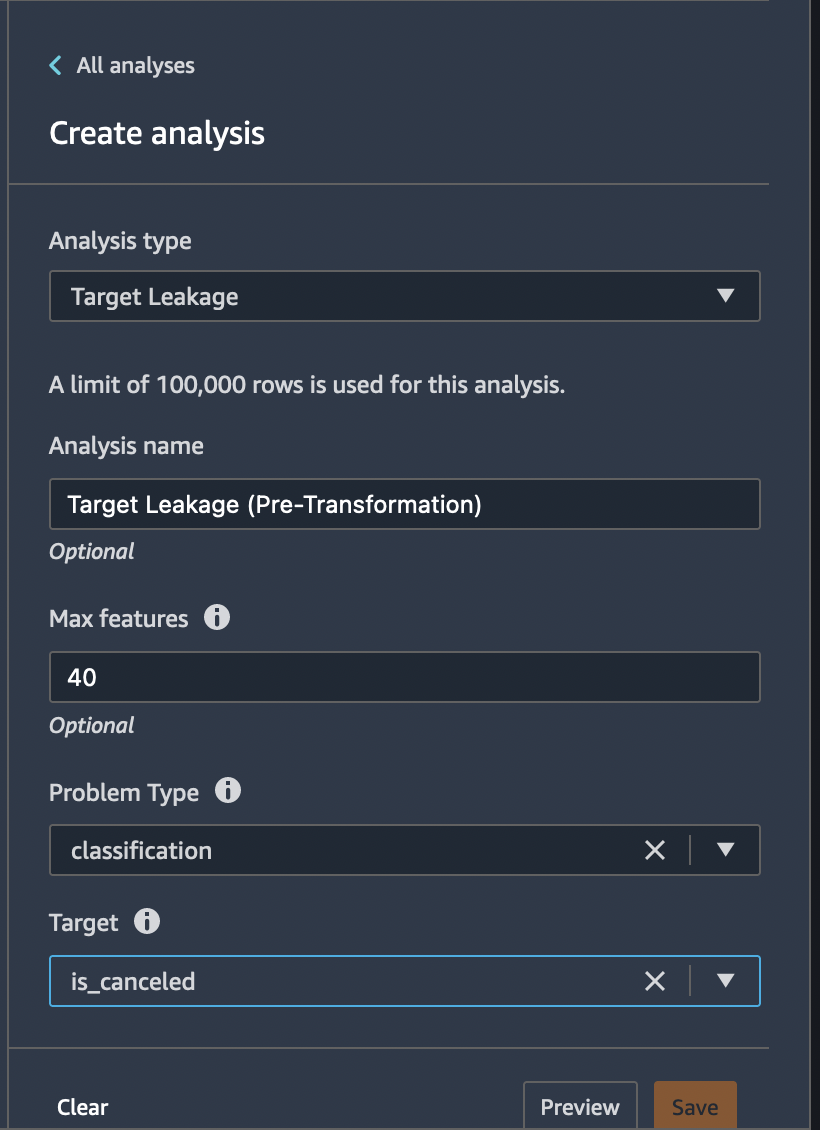 All analyses
Create analysis
Analysis type
Target Leakage
A limit of 100,000 rows is used for this analysis.
Analysis name
Target Leakage (Pre-Transformation)
Optional
Max features
40
Optional
Problem Type
classification
Target
is_canceled
Clear Preview Save